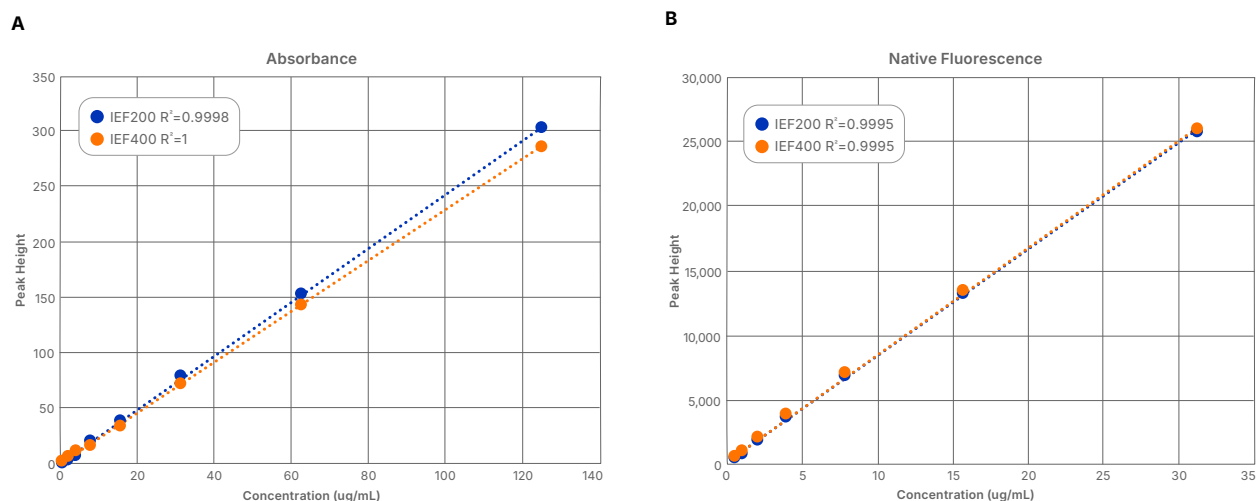 A
Absorbance
350
300
250
200
150
100
50
0
Peak Height
IEF200 R²=0.9998
IEF400 R²=1
0 20 40 60 80 100 120 140
Concentration (ug/mL)
B
Native Fluorescence
30,000
25,000
20,000
15,000
10,000
5,000
0
Peak Height
IEF200 R²=0.9995
IEF400 R²=0.9995
0 5 10 15 20 25 30 35
Concentration (ug/mL)